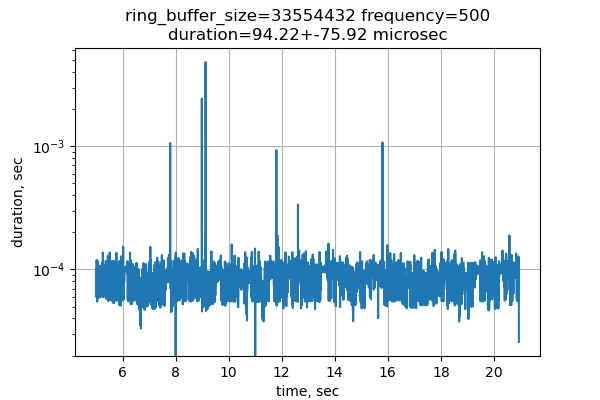 ring_buffer_size=33554432 frequency=500
duration=94.22+-75.92 microsec
duration, sec
10^-3
10^-4
6 8 10 12 14 16 18 20
time, sec